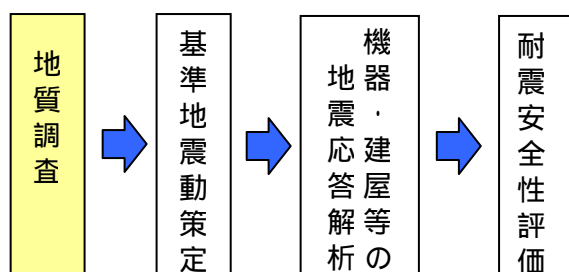 地質調査
基準地震動策定
機器・建屋等の
地震応答解析
耐震安全性評価